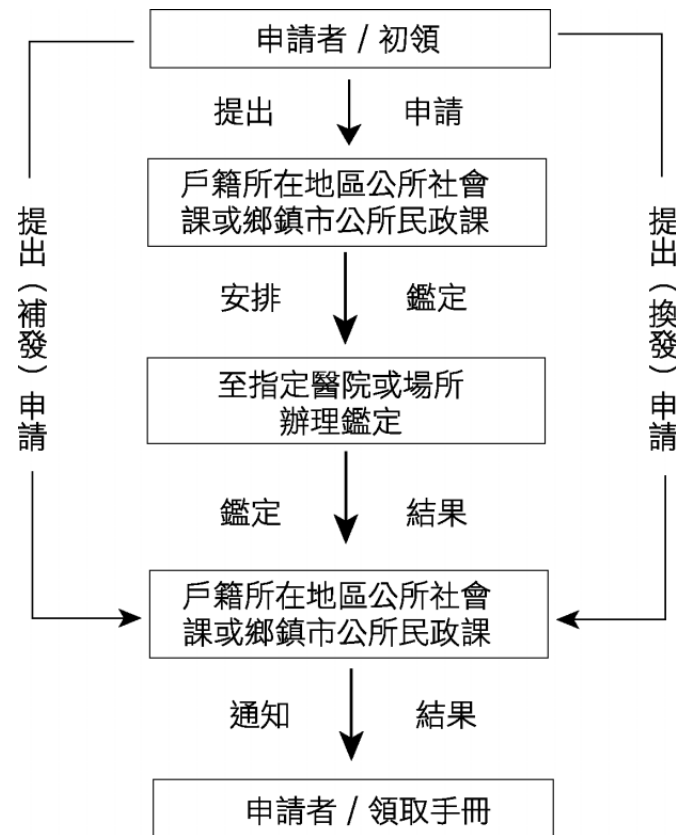 申請者 / 初領
提出 申請
戶籍所在地區公所社會
課或鄉鎮市公所民政課
安排 鑑定
至指定醫院或場所
辦理鑑定
鑑定 結果
戶籍所在地區公所社會
課或鄉鎮市公所民政課
通知 結果
申請者 / 領取手冊
提出（補發）申請
提出（換發）申請